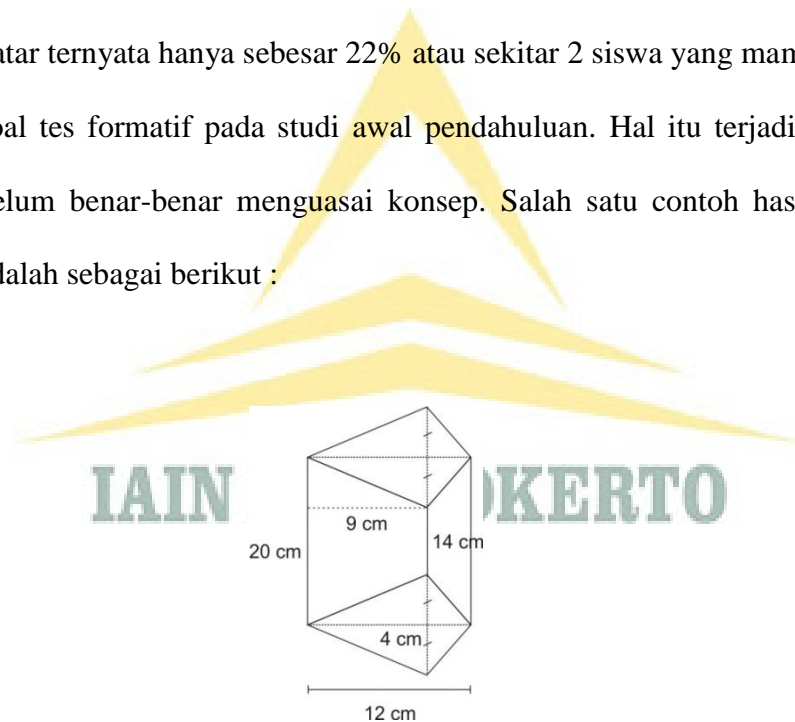 atar ternyata hanya sebesar 22% atau sekitar 2 siswa yang mam
oal tes formatif pada studi awal pendahuluan. Hal itu terjadi
elum benar-benar menguasai konsep. Salah satu contoh has
dalah sebagai berikut :
IAIN OKERTO
9 cm
14 cm
20 cm
4 cm
12 cm